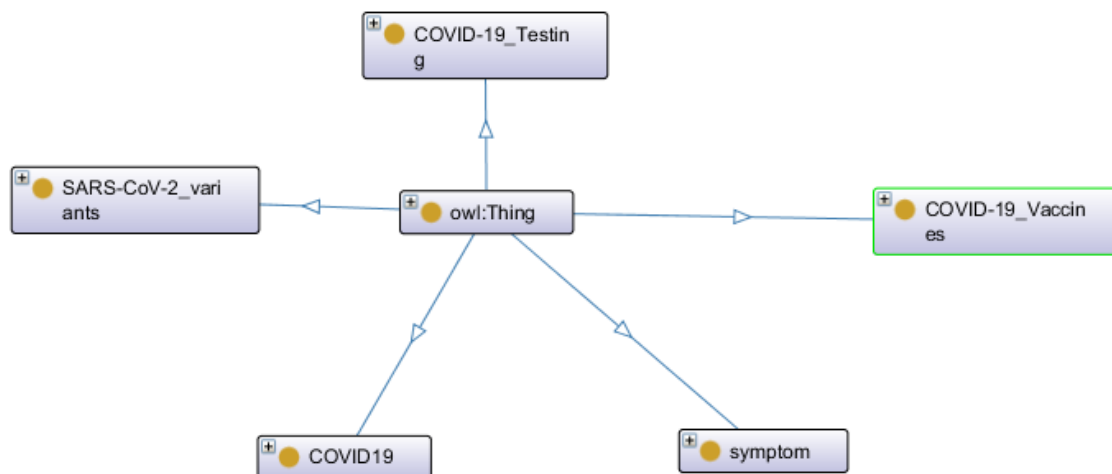 COVID-19_Testin
g
SARS-CoV-2_vari
ants
owl:Thing
COVID-19_Vaccin
es
COVID19
symptom